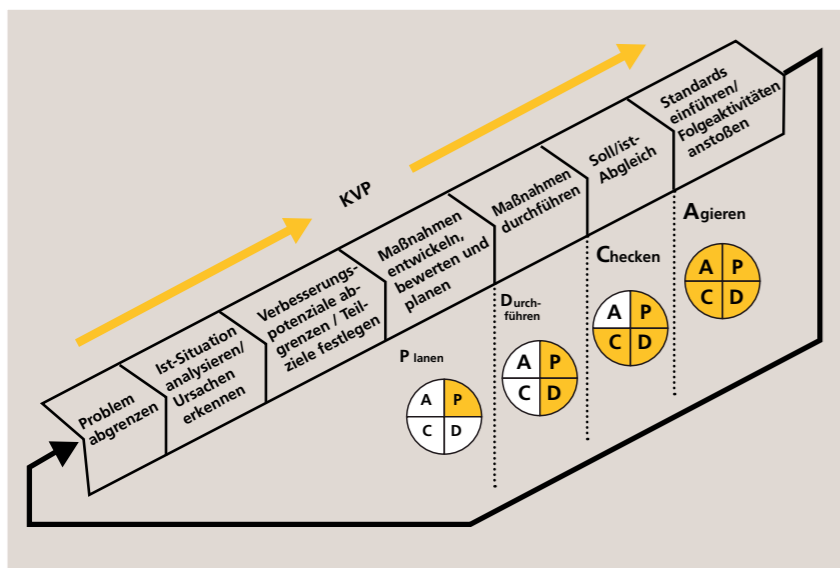 KVP
Problem
abgrenzen
Ist-Situation
analysieren/
Ursachen
erkennen
Verbesserungs-
potenziale ab-
grenzen / Teil-
ziele festlegen
Maßnahmen
entwickeln,
bewerten und
planen
Maßnahmen
durchführen
Soll/ist-
Abgleich
Standards
einführen/
Folgeaktivitäten
anstoßen
P lanen
A P
C D
Durch-
führen
A P
C D
Checken
A P
C D
Agieren
A P
C D